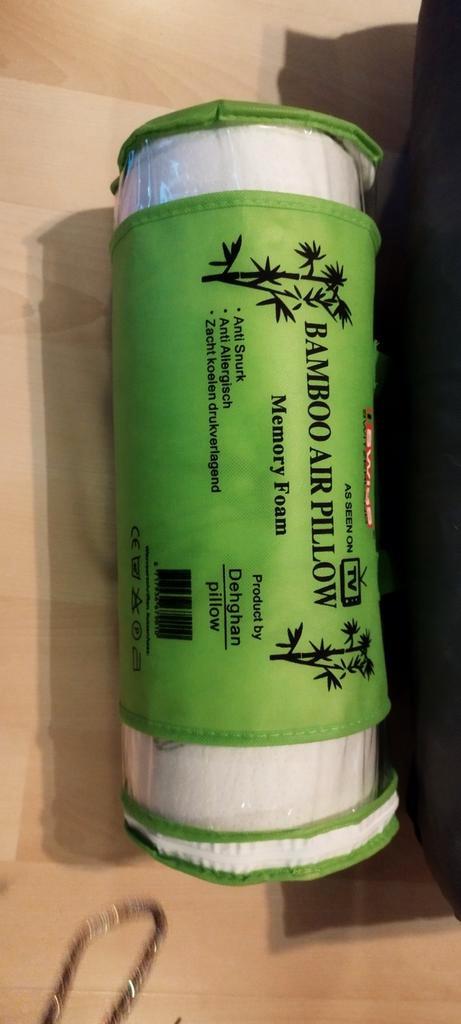 AS SEEN ON TV
BAMBOO AIR PILLOW
Memory Foam
• Anti Snurk
• Anti Allergisch
• Zacht koelen drukverlagend
Product by
Dehghan
pillow
CE
P